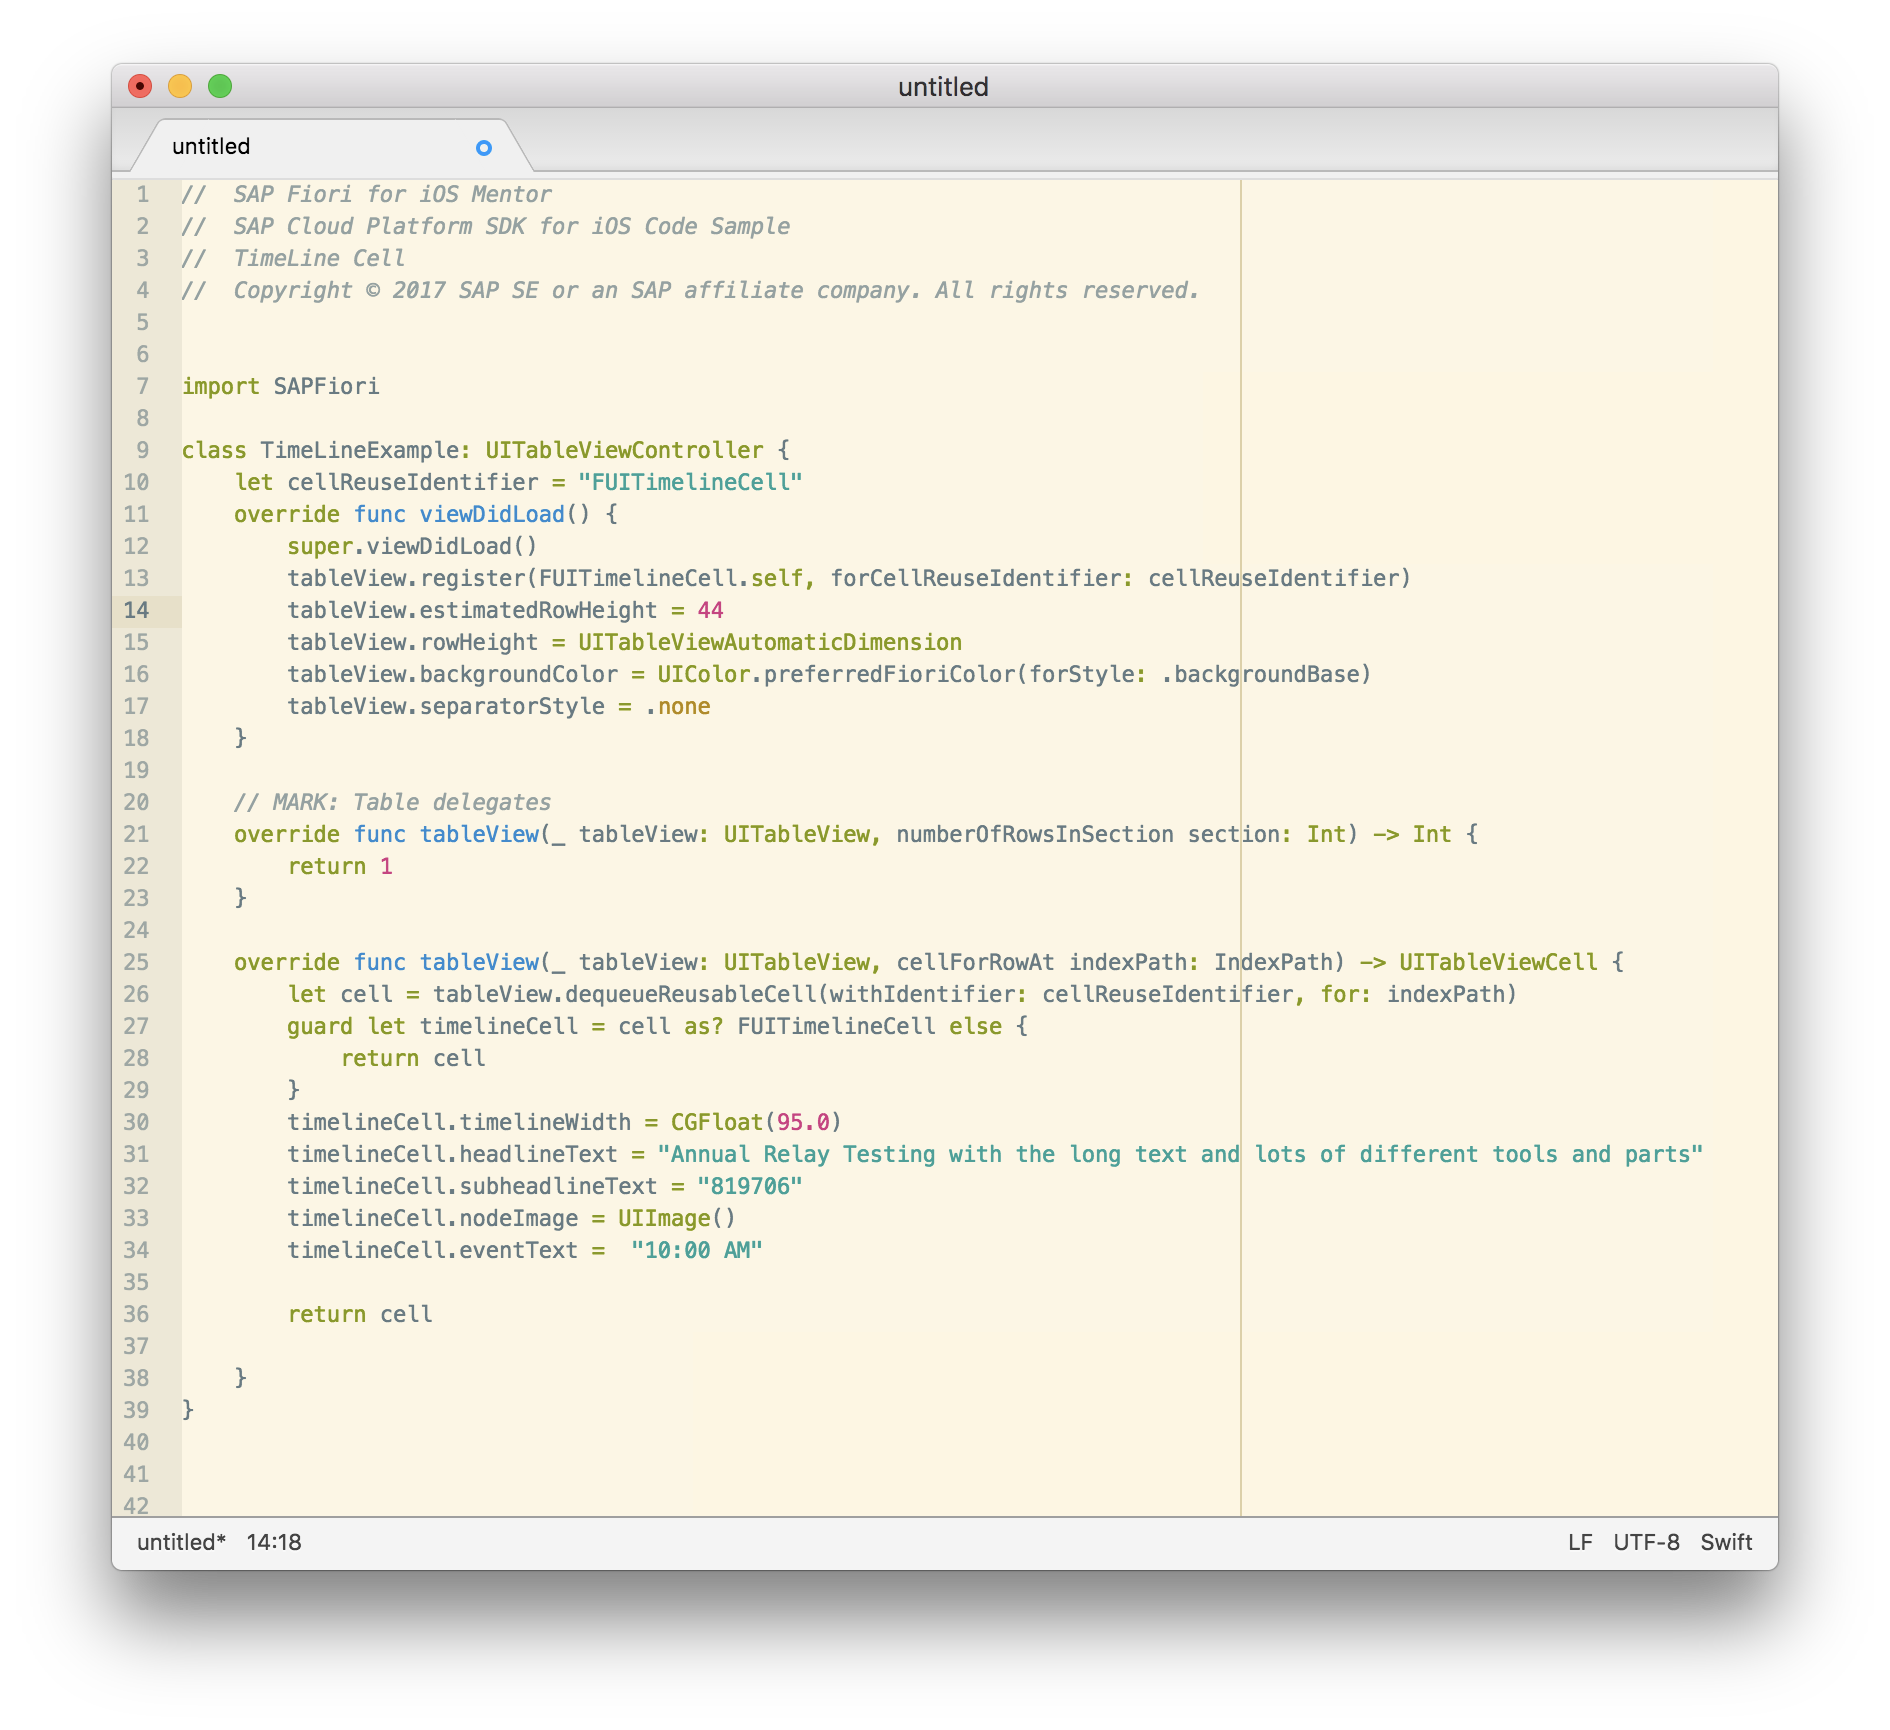 untitled
untitled
1 //  SAP Fiori for iOS Mentor
2 //  SAP Cloud Platform SDK for iOS Code Sample
3 //  TimeLine Cell
4 //  Copyright © 2017 SAP SE or an SAP affiliate company. All rights reserved.
5
6
7 import SAPFiori
8
9 class TimeLineExample: UITableViewController {
10     let cellReuseIdentifier = "FUITimelineCell"
11     override func viewDidLoad() {
12         super.viewDidLoad()
13         tableView.register(FUITimelineCell.self, forCellReuseIdentifier: cellReuseIdentifier)
14         tableView.estimatedRowHeight = 44
15         tableView.rowHeight = UITableViewAutomaticDimension
16         tableView.backgroundColor = UIColor.preferredFioriColor(forStyle: .backgroundBase)
17         tableView.separatorStyle = .none
18     }
19
20     // MARK: Table delegates
21     override func tableView(_ tableView: UITableView, numberOfRowsInSection section: Int) -> Int {
22         return 1
23     }
24
25     override func tableView(_ tableView: UITableView, cellForRowAt indexPath: IndexPath) -> UITableViewCell {
26         let cell = tableView.dequeueReusableCell(withIdentifier: cellReuseIdentifier, for: indexPath)
27         guard let timelineCell = cell as? FUITimelineCell else {
28             return cell
29         }
30         timelineCell.timelineWidth = CGFloat(95.0)
31         timelineCell.headlineText = "Annual Relay Testing with the long text and lots of different tools and parts"
32         timelineCell.subheadlineText = "819706"
33         timelineCell.nodeImage = UIImage()
34         timelineCell.eventText =  "10:00 AM"
35
36         return cell
37
38     }
39 }
40
41
42
untitled* 14:18 LF UTF-8 Swift